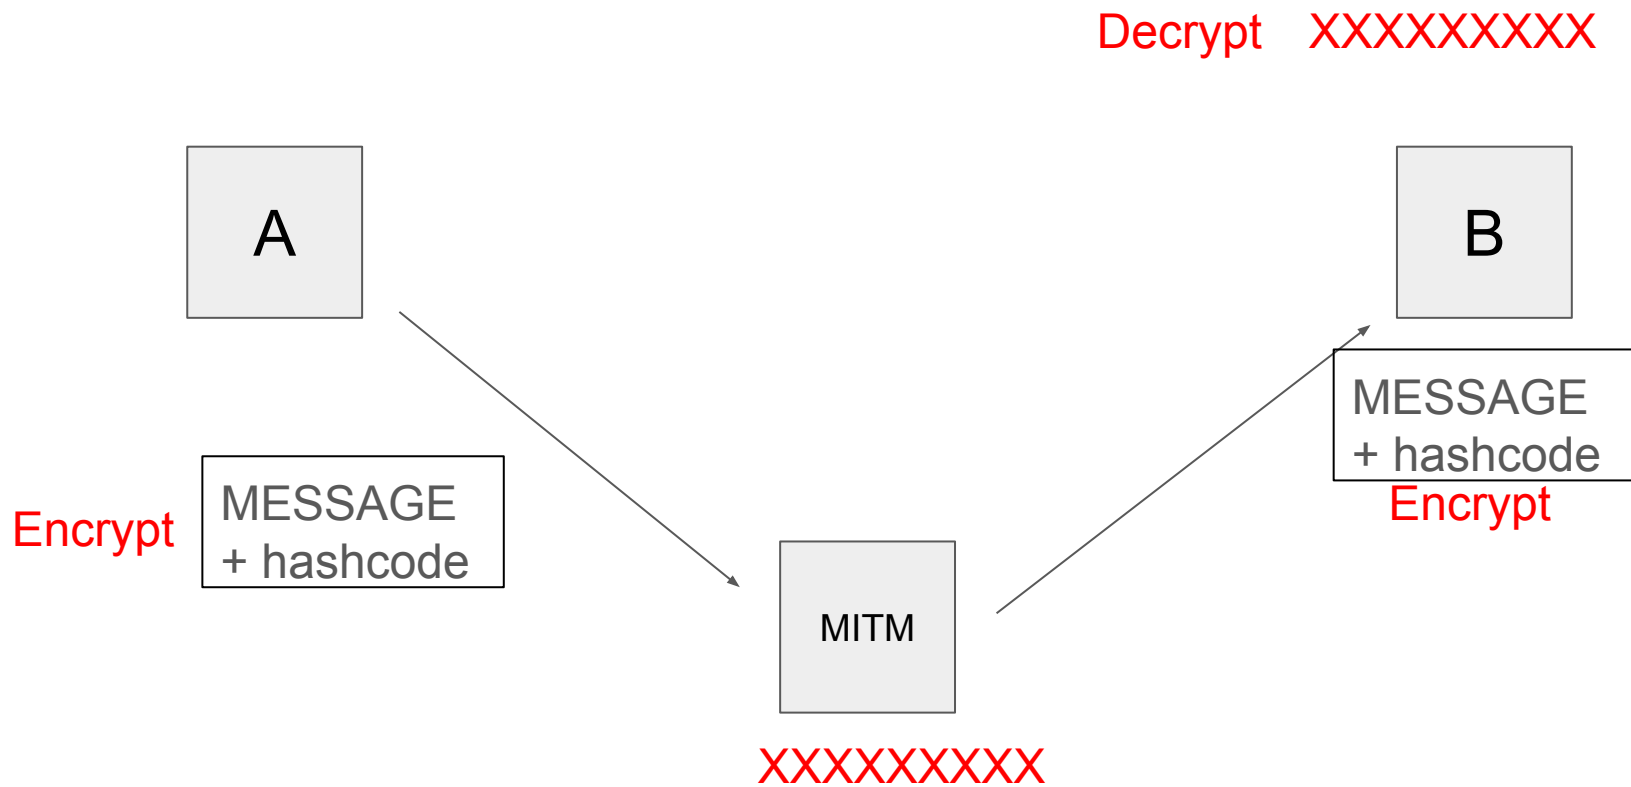 Decrypt XXXXXXXXX
A
B
MESSAGE
+ hashcode
Encrypt
Encrypt
MESSAGE
+ hashcode
MITM
XXXXXXXXX